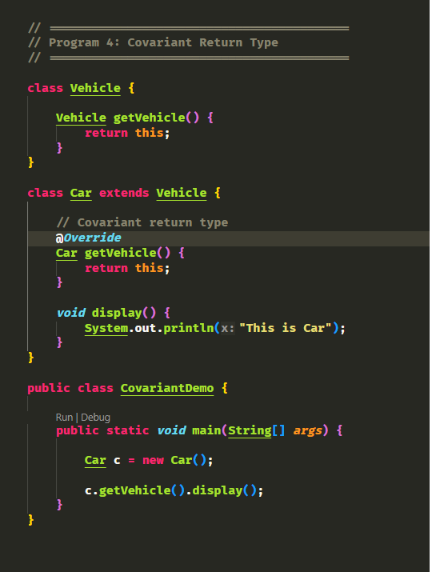 // ==========================================
// Program 4: Covariant Return Type
// ==========================================
class Vehicle {
Vehicle getVehicle() {
return this;
}
}
class Car extends Vehicle {
// Covariant return type
@Override
Car getVehicle() {
return this;
}
void display() {
System.out.println(x: "This is Car");
}
}
public class CovariantDemo {
Run | Debug
public static void main(String[] args) {
Car c = new Car();
c.getVehicle().display();
}
}